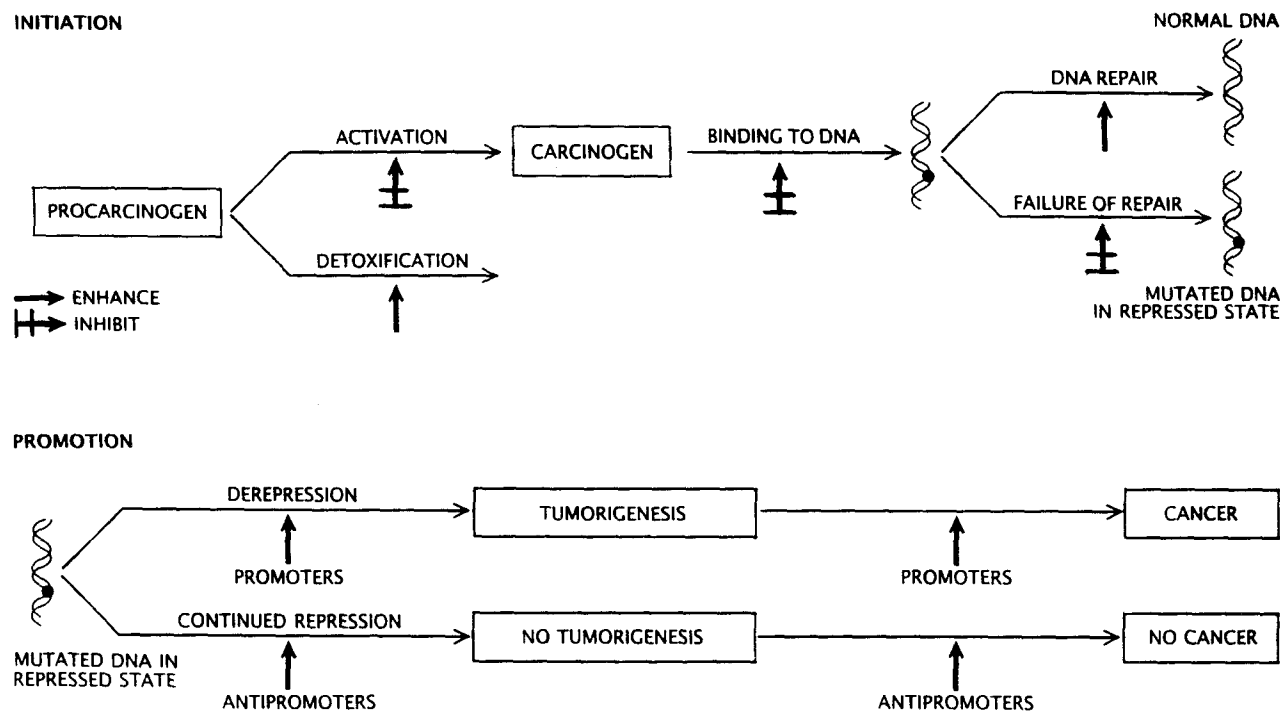 INITIATION
NORMAL DNA
DNA REPAIR
ACTIVATION
CARCINOGEN
BINDING TO DNA
PROCARCINOGEN
FAILURE OF REPAIR
DETOXIFICATION
ENHANCE
INHIBIT
MUTATED DNA
IN REPRESSED STATE
PROMOTION
DEREPRESSION
TUMORIGENESIS
CANCER
PROMOTERS
PROMOTERS
CONTINUED REPRESSION
NO TUMORIGENESIS
NO CANCER
MUTATED DNA IN
REPRESSED STATE
ANTIPROMOTERS
ANTIPROMOTERS